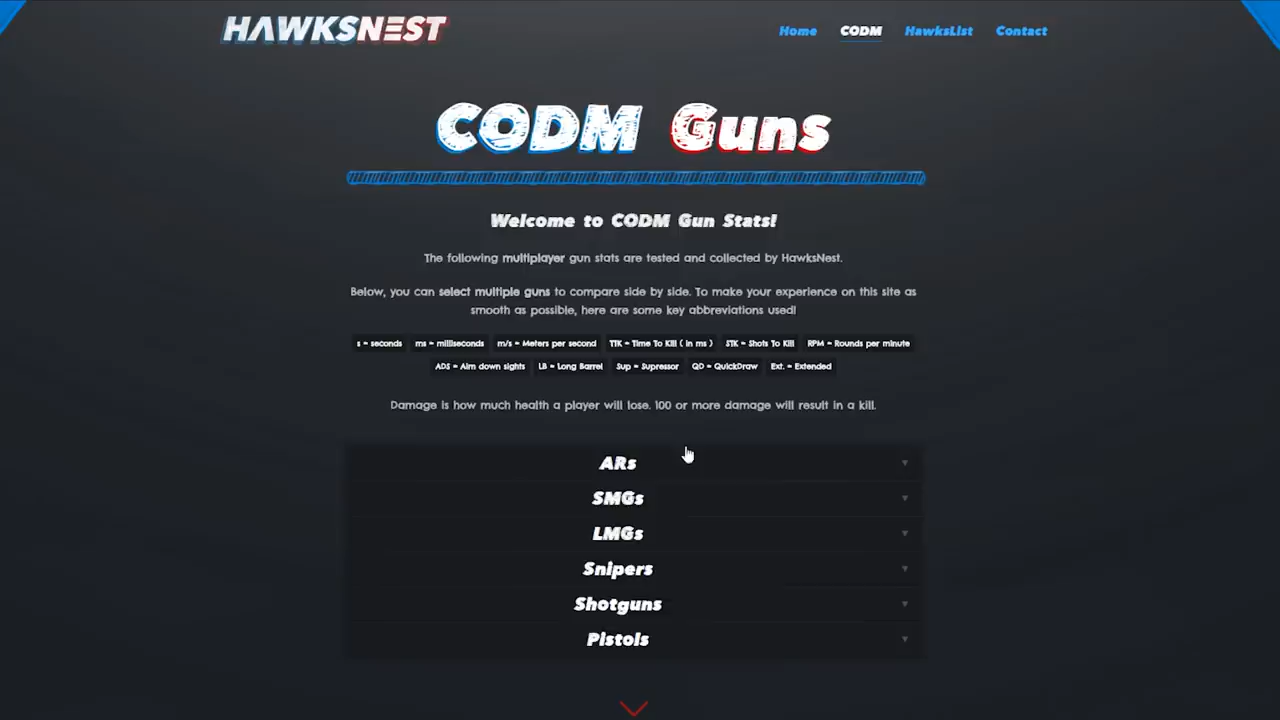 HAWKSNEST
Home CODM HawksList Contact
CODM Guns
Welcome to CODM Gun Stats!
The following multiplayer gun stats are tested and collected by HawksNest.
Below, you can select multiple guns to compare side by side. To make your experience on this site as
smooth as possible, here are some key abbreviations used!
s = seconds ms = milliseconds m/s = Meters per second TTK = Time To Kill ( in ms ) STK = Shots To Kill RPM = Rounds per minute
ADS = Aim down sights LB = Long Barrel Sup = Supressor QD = QuickDraw Ext. = Extended
Damage is how much health a player will lose. 100 or more damage will result in a kill.
ARs
SMGs
LMGs
Snipers
Shotguns
Pistols